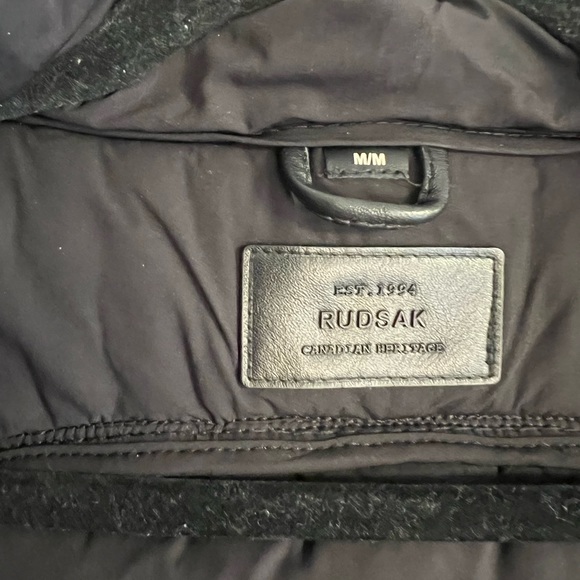 M/M
EST.1994
RUDSAK
CANADIAN HERITAGE